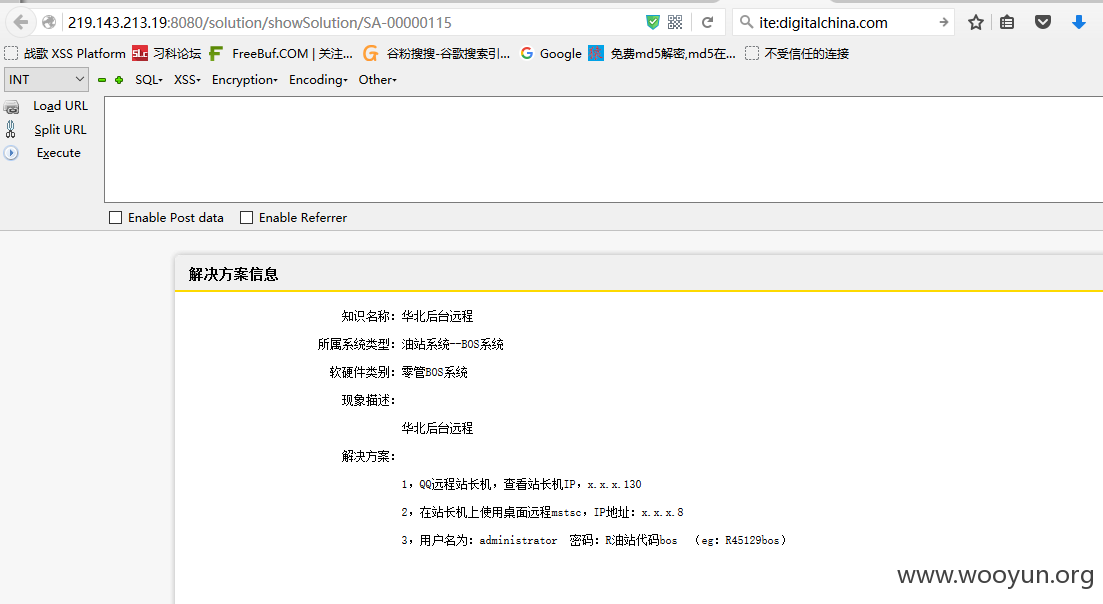 219.143.213.19:8080/solution/showSolution/SA-00000115
ite:digitalchina.com
战歌 XSS Platform
SLC 习科论坛
FreeBuf.COM | 关注...
谷粉搜搜-谷歌搜索引...
Google
免费md5解密,md5在...
不受信任的连接
INT
SQL
XSS
Encryption
Encoding
Other
Load URL
Split URL
Execute
Enable Post data
Enable Referrer
解决方案信息
知识名称: 华北后台远程
所属系统类型: 油站系统--BOS系统
软硬件类别: 零管BOS系统
现象描述:
华北后台远程
解决方案:
1，QQ远程站长机，查看站长机IP，x.x.x.130
2，在站长机上使用桌面远程mstsc，IP地址：x.x.x.8
3，用户名为：administrator 密码：R油站代码bos （eg：R45129bos）
www.wooyun.org